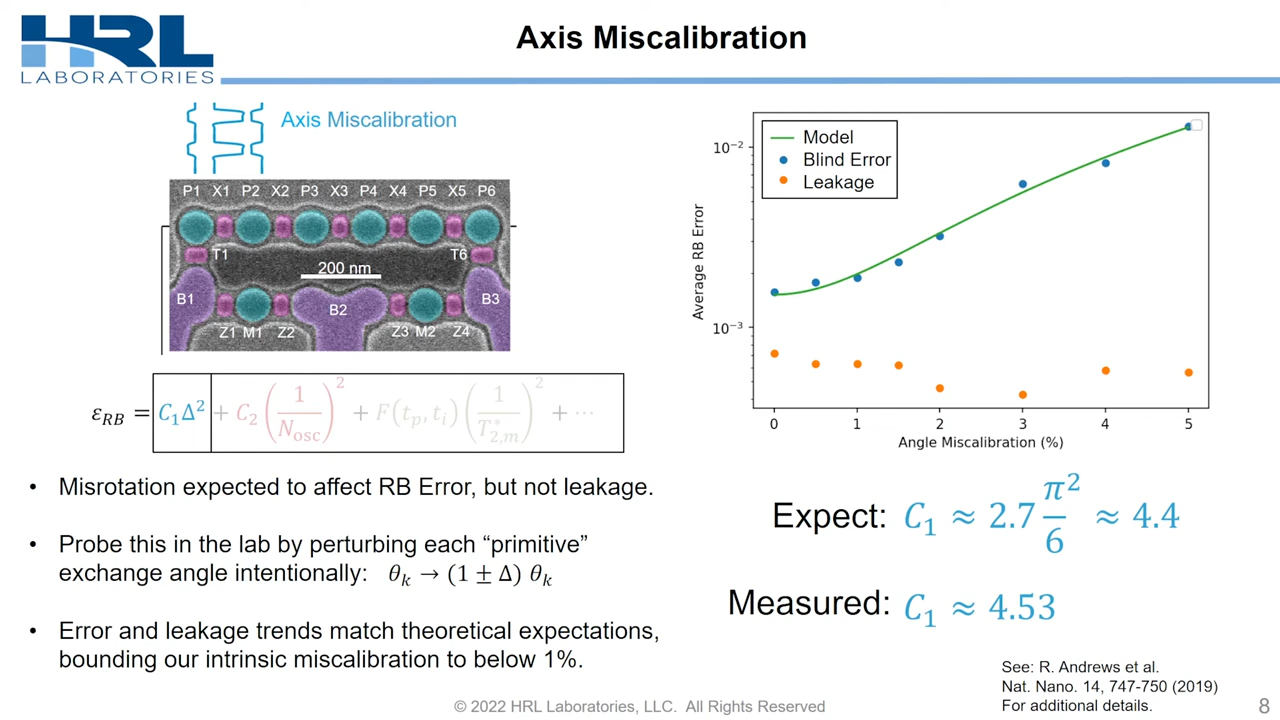 HRL
LABORATORIES
Axis Miscalibration
Axis Miscalibration
P1 X1 P2 X2 P3 X3 P4 X4 P5 X5 P6
T1 T6
200 nm
B1 B2 B3
Z1 M1 Z2 Z3 M2 Z4
ε_RB = C₁Δ² + C₂ (1/N_osc)² + F(t_p, t_i) (1/T*_2,m)² + ⋯
• Misrotation expected to affect RB Error, but not leakage.
• Probe this in the lab by perturbing each “primitive”
exchange angle intentionally: θ_k → (1 ± Δ) θ_k
• Error and leakage trends match theoretical expectations,
bounding our intrinsic miscalibration to below 1%.
Model
Blind Error
Leakage
10⁻²
10⁻³
Average RB Error
0 1 2 3 4 5
Angle Miscalibration (%)
Expect: C₁ ≈ 2.7 π²/6 ≈ 4.4
Measured: C₁ ≈ 4.53
See: R. Andrews et al.
Nat. Nano. 14, 747-750 (2019)
For additional details.
© 2022 HRL Laboratories, LLC. All Rights Reserved
8